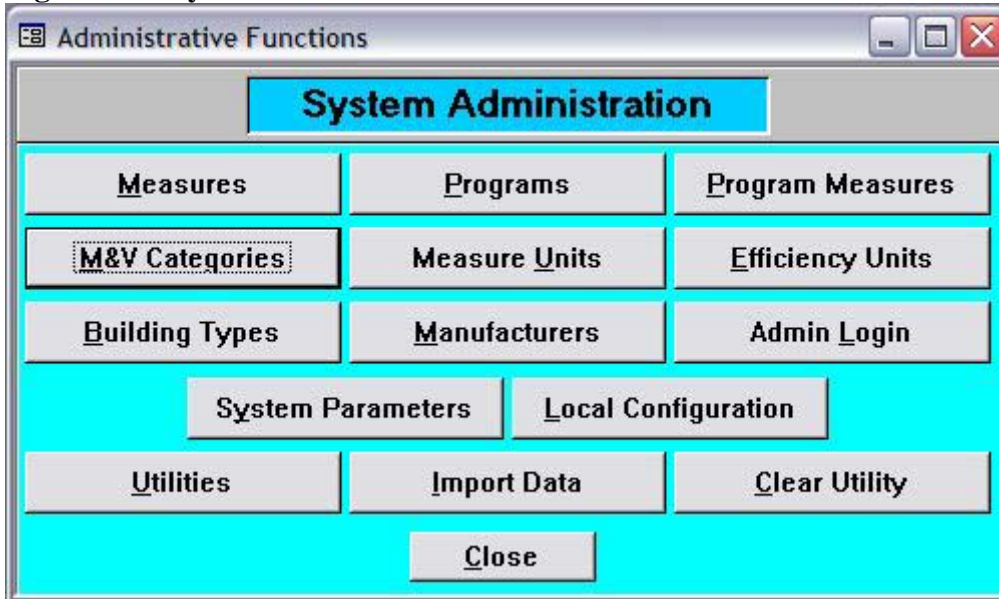 Administrative Functions
System Administration
Measures Programs Program Measures
M&V Categories Measure Units Efficiency Units
Building Types Manufacturers Admin Login
System Parameters Local Configuration
Utilities Import Data Clear Utility
Close